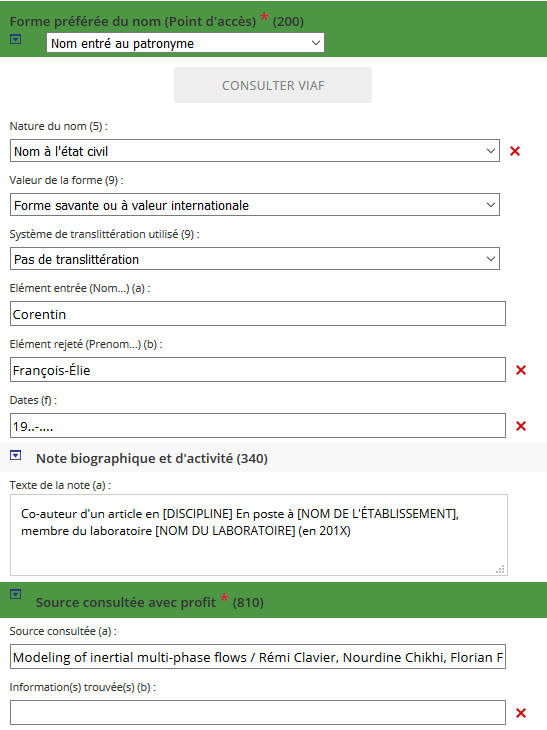 Forme préférée du nom (Point d'accès) * (200)
Nom entré au patronyme
CONSULTER VIAF
Nature du nom (5) :
Nom à l'état civil
Valeur de la forme (9) :
Forme savante ou à valeur internationale
Système de translittération utilisé (9) :
Pas de translittération
Elément entrée (Nom...) (a) :
Corentin
Elément rejeté (Prenom...) (b) :
François-Élie
Dates (f) :
19..-....
Note biographique et d'activité (340)
Texte de la note (a) :
Co-auteur d'un article en [DISCIPLINE] En poste à [NOM DE L'ÉTABLISSEMENT],
membre du laboratoire [NOM DU LABORATOIRE] (en 201X)
Source consultée avec profit * (810)
Source consultée (a) :
Modeling of inertial multi-phase flows / Rémi Clavier, Nourdine Chikhi, Florian F
Information(s) trouvée(s) (b) :